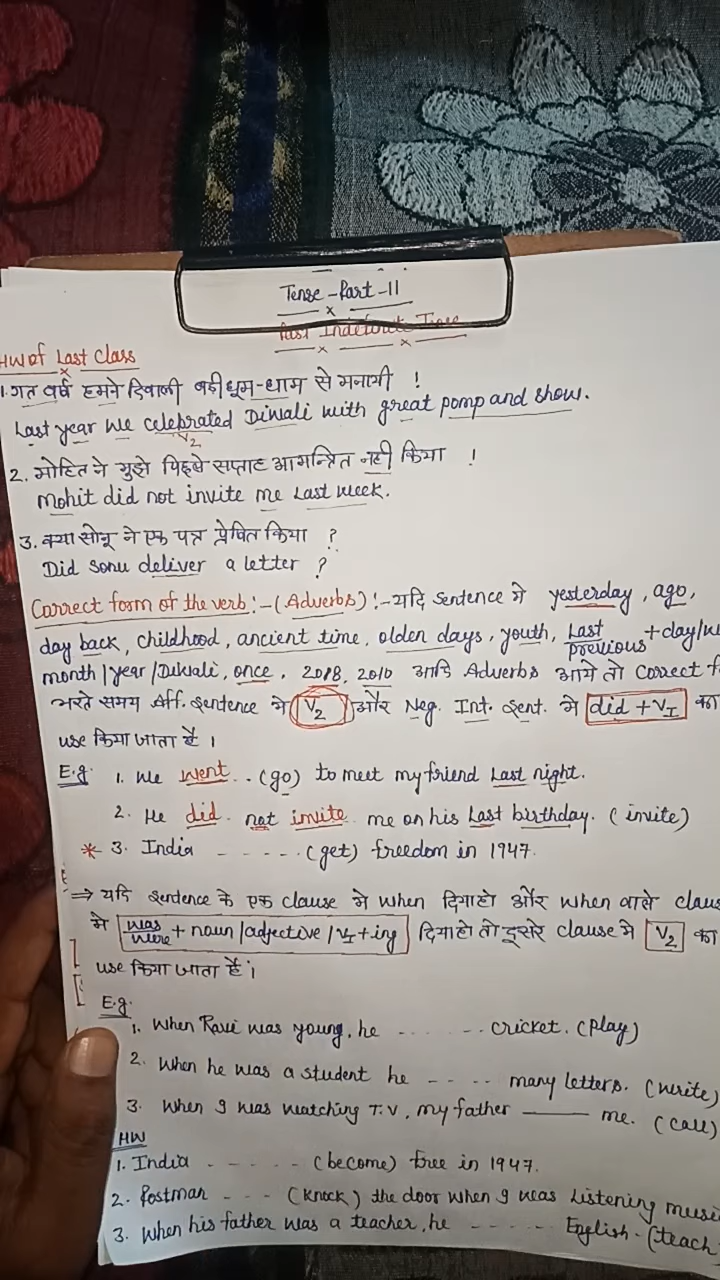 Tense-Part-II
Past Indefinite Time
HW of Last Class
1. गत वर्ष हमने दिवाली बड़ी धूम-धाम से मनायी !
Last year we celebrated Diwali with great pomp and show.
V2
2. मोहित ने मुझे पिछले सप्ताह आमन्त्रित नही किया !
Mohit did not invite me Last week.
3. क्या सोनू ने एक पत्र प्रेषित किया ?
Did Sonu deliver a letter ?
Correct form of the verb:-(Adverbs):-यदि Sentence मे yesterday, ago,
day back, childhood, ancient time, olden days, youth, Last
previous +day/
month/year/Diwali, once, 2018, 2010 आदि Adverbs आये तो Correct
भरते समय Aff. Sentence मे V2 और Neg. Int. Sent. मे did + VI का
use किया जाता है।
E.g. 1. We went .. (go) to meet my friend Last night.
2. He did. not invite me on his Last birthday. (invite)
* 3. India - - - - - (get) freedom in 1947.
⇒ यदि Sentence के एक clause मे when दिया हो और when वाले
मे was
were + noun/adjective/VI+ing दिया हो तो दूसरे clause मे V2 का
use किया जाता है।
E.g.
1. When Ravi was young, he - - - - - - cricket. (Play)
2. When he was a student he - - - - many letters. (write)
3. When I was watching T.V, my father ——— me. (Call)
HW
1. India - - - - - (become) free in 1947.
2. Postman - - - (Knock) the door when I was Listening
3. When his father was a teacher, he - - - - - - English - (teach